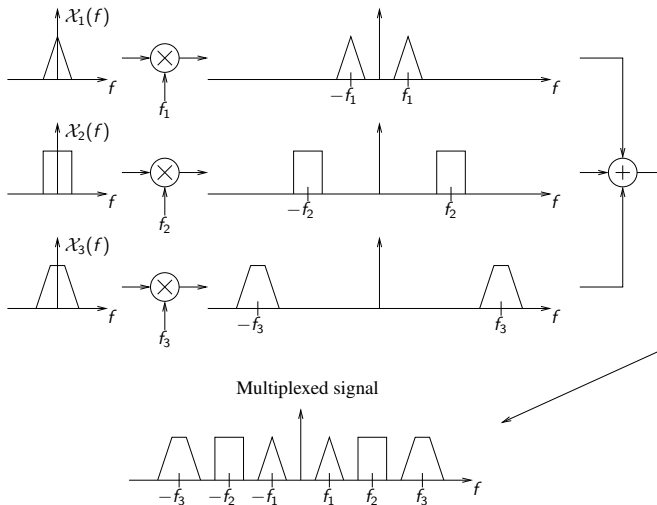 𝒳₁(f)
f
f₁
−f₁
f₁
f
𝒳₂(f)
f
f₂
−f₂
f₂
f
𝒳₃(f)
f
f₃
−f₃
f₃
f
Multiplexed signal
−f₃ −f₂ −f₁ f₁ f₂ f₃ f